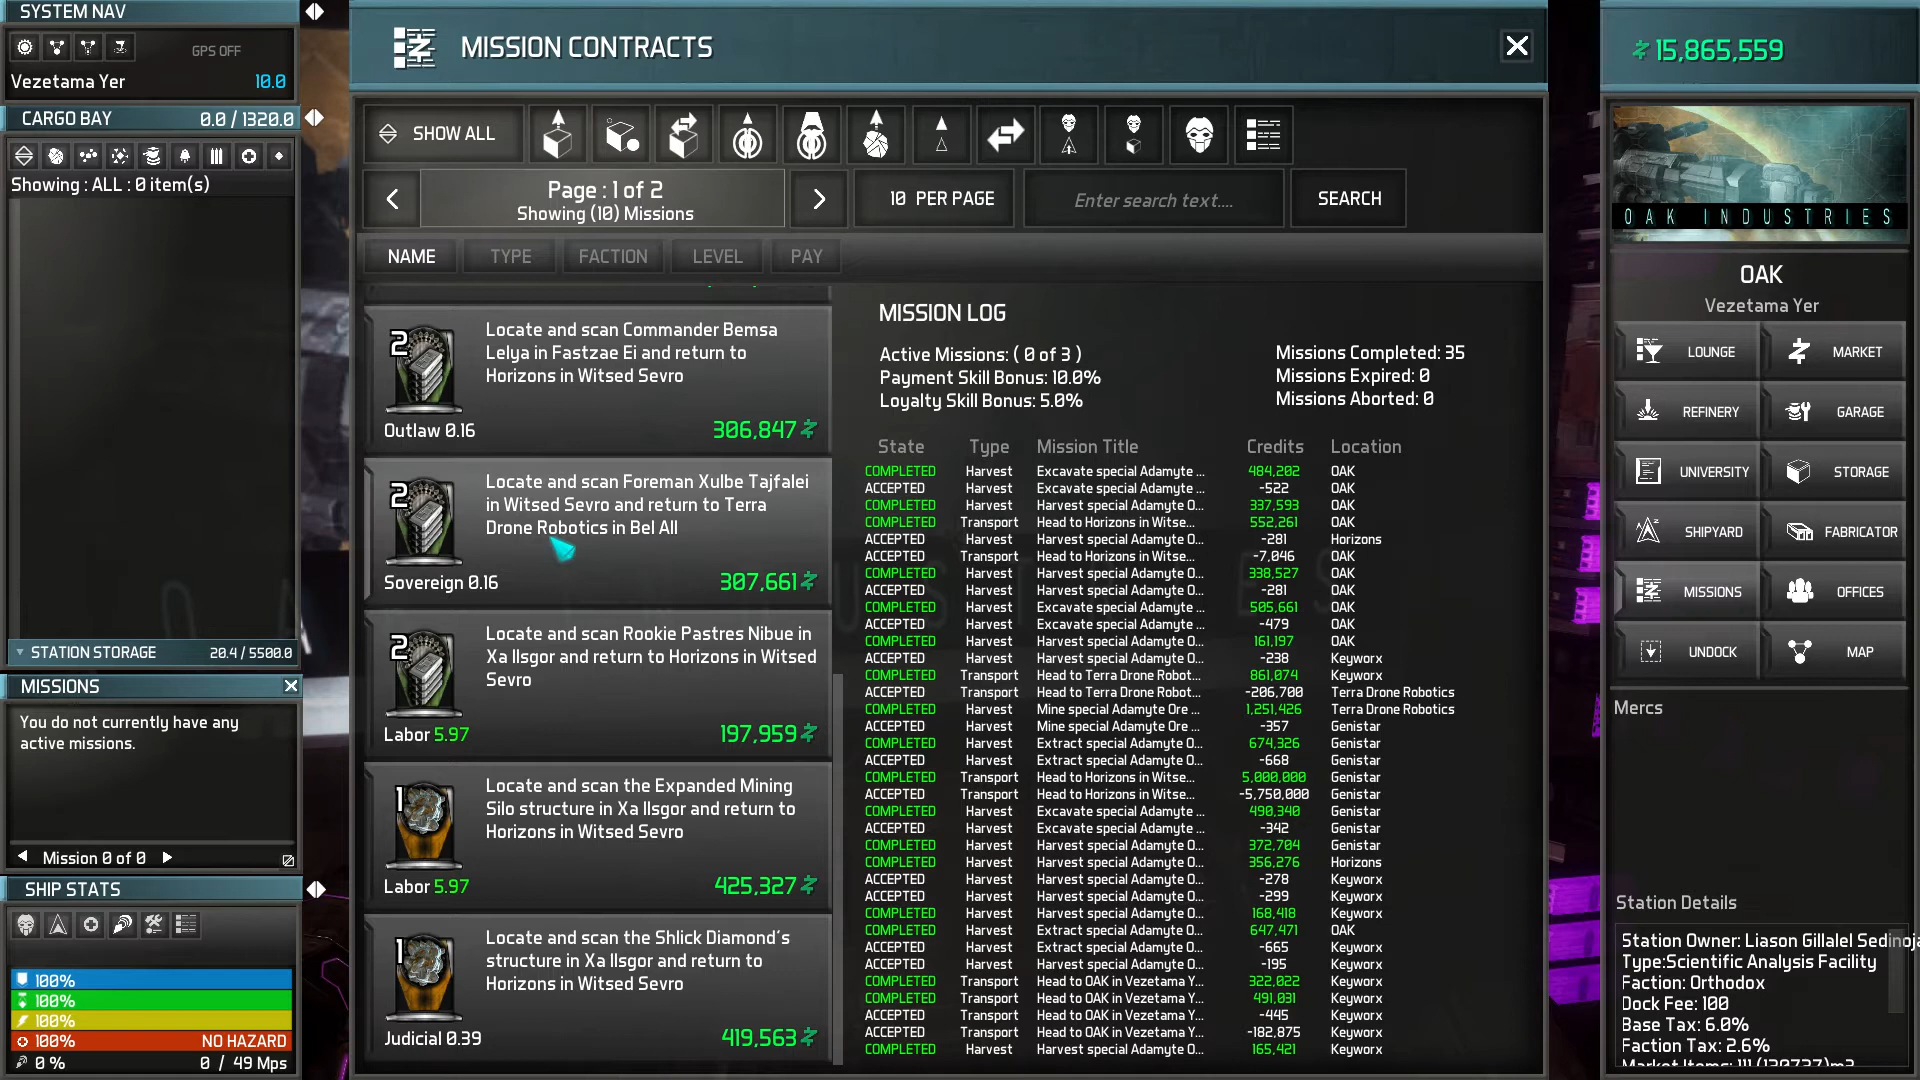 SYSTEM NAV
GPS OFF
Vezetama Yer 10.0
CARGO BAY 0.0 / 1320.0
Showing : ALL : 0 item(s)
STATION STORAGE 20.4 / 5500.0
MISSIONS
You do not currently have any
active missions.
Mission 0 of 0
SHIP STATS
100%
100%
100%
100% NO HAZARD
0 % 0 / 49 Mps
MISSION CONTRACTS
SHOW ALL
Page : 1 of 2
Showing (10) Missions
10 PER PAGE
Enter search text....
SEARCH
NAME TYPE FACTION LEVEL PAY
2
Locate and scan Commander Bemsa
Lelya in Fastzae Ei and return to
Horizons in Witsed Sevro
Outlaw 0.16 306,847
2
Locate and scan Foreman Xulbe Tajfalei
in Witsed Sevro and return to Terra
Drone Robotics in Bel All
Sovereign 0.16 307,661
2
Locate and scan Rookie Pastres Nibue in
Xa Ilsgor and return to Horizons in Witsed
Sevro
Labor 5.97 197,959
1
Locate and scan the Expanded Mining
Silo structure in Xa Ilsgor and return to
Horizons in Witsed Sevro
Labor 5.97 425,327
1
Locate and scan the Shlick Diamond's
structure in Xa Ilsgor and return to
Horizons in Witsed Sevro
Judicial 0.39 419,563
MISSION LOG
Active Missions: ( 0 of 3 )
Payment Skill Bonus: 10.0%
Loyalty Skill Bonus: 5.0%
Missions Completed: 35
Missions Expired: 0
Missions Aborted: 0
State Type Mission Title Credits Location
COMPLETED Harvest Excavate special Adamyte ... 484,202 OAK
ACCEPTED Harvest Excavate special Adamyte ... -522 OAK
COMPLETED Harvest Harvest special Adamyte O... 337,593 OAK
COMPLETED Transport Head to Horizons in Witse... 552,261 OAK
ACCEPTED Harvest Harvest special Adamyte O... -281 Horizons
ACCEPTED Transport Head to Horizons in Witse... -7,046 OAK
COMPLETED Harvest Harvest special Adamyte O... 338,527 OAK
ACCEPTED Harvest Harvest special Adamyte O... -281 OAK
COMPLETED Harvest Excavate special Adamyte ... 505,661 OAK
ACCEPTED Harvest Excavate special Adamyte ... -479 OAK
COMPLETED Harvest Harvest special Adamyte O... 161,197 OAK
ACCEPTED Harvest Harvest special Adamyte O... -238 Keyworx
COMPLETED Transport Head to Terra Drone Robot... 861,074 Keyworx
ACCEPTED Transport Head to Terra Drone Robot... -206,700 Terra Drone Robotics
COMPLETED Harvest Mine special Adamyte Ore ... 1,251,426 Terra Drone Robotics
ACCEPTED Harvest Mine special Adamyte Ore ... -357 Genistar
COMPLETED Harvest Extract special Adamyte O... 674,326 Genistar
ACCEPTED Harvest Extract special Adamyte O... -668 Genistar
COMPLETED Transport Head to Horizons in Witse... 5,000,000 Genistar
ACCEPTED Transport Head to Horizons in Witse... -5,750,000 Genistar
COMPLETED Harvest Excavate special Adamyte ... 490,340 Genistar
ACCEPTED Harvest Excavate special Adamyte ... -342 Genistar
COMPLETED Harvest Harvest special Adamyte O... 372,704 Genistar
COMPLETED Harvest Harvest special Adamyte O... 356,276 Horizons
ACCEPTED Harvest Harvest special Adamyte O... -278 Keyworx
ACCEPTED Harvest Harvest special Adamyte O... -299 Keyworx
COMPLETED Harvest Harvest special Adamyte O... 168,418 Keyworx
COMPLETED Harvest Extract special Adamyte O... 647,471 OAK
ACCEPTED Harvest Extract special Adamyte O... -665 Keyworx
ACCEPTED Harvest Harvest special Adamyte O... -195 Keyworx
COMPLETED Transport Head to OAK in Vezetama Y... 322,022 Keyworx
COMPLETED Transport Head to OAK in Vezetama Y... 491,031 Keyworx
ACCEPTED Transport Head to OAK in Vezetama Y... -445 Keyworx
ACCEPTED Transport Head to OAK in Vezetama Y... -182,875 Keyworx
COMPLETED Harvest Harvest special Adamyte O... 165,421 Keyworx
15,865,559
OAK INDUSTRIES
OAK
Vezetama Yer
LOUNGE MARKET
REFINERY GARAGE
UNIVERSITY STORAGE
SHIPYARD FABRICATOR
MISSIONS OFFICES
UNDOCK MAP
Mercs
Station Details
Station Owner: Liason Gillalel Sedinoja
Type:Scientific Analysis Facility
Faction: Orthodox
Dock Fee: 100
Base Tax: 6.0%
Faction Tax: 2.6%
Market Items: 111 (130727)m3